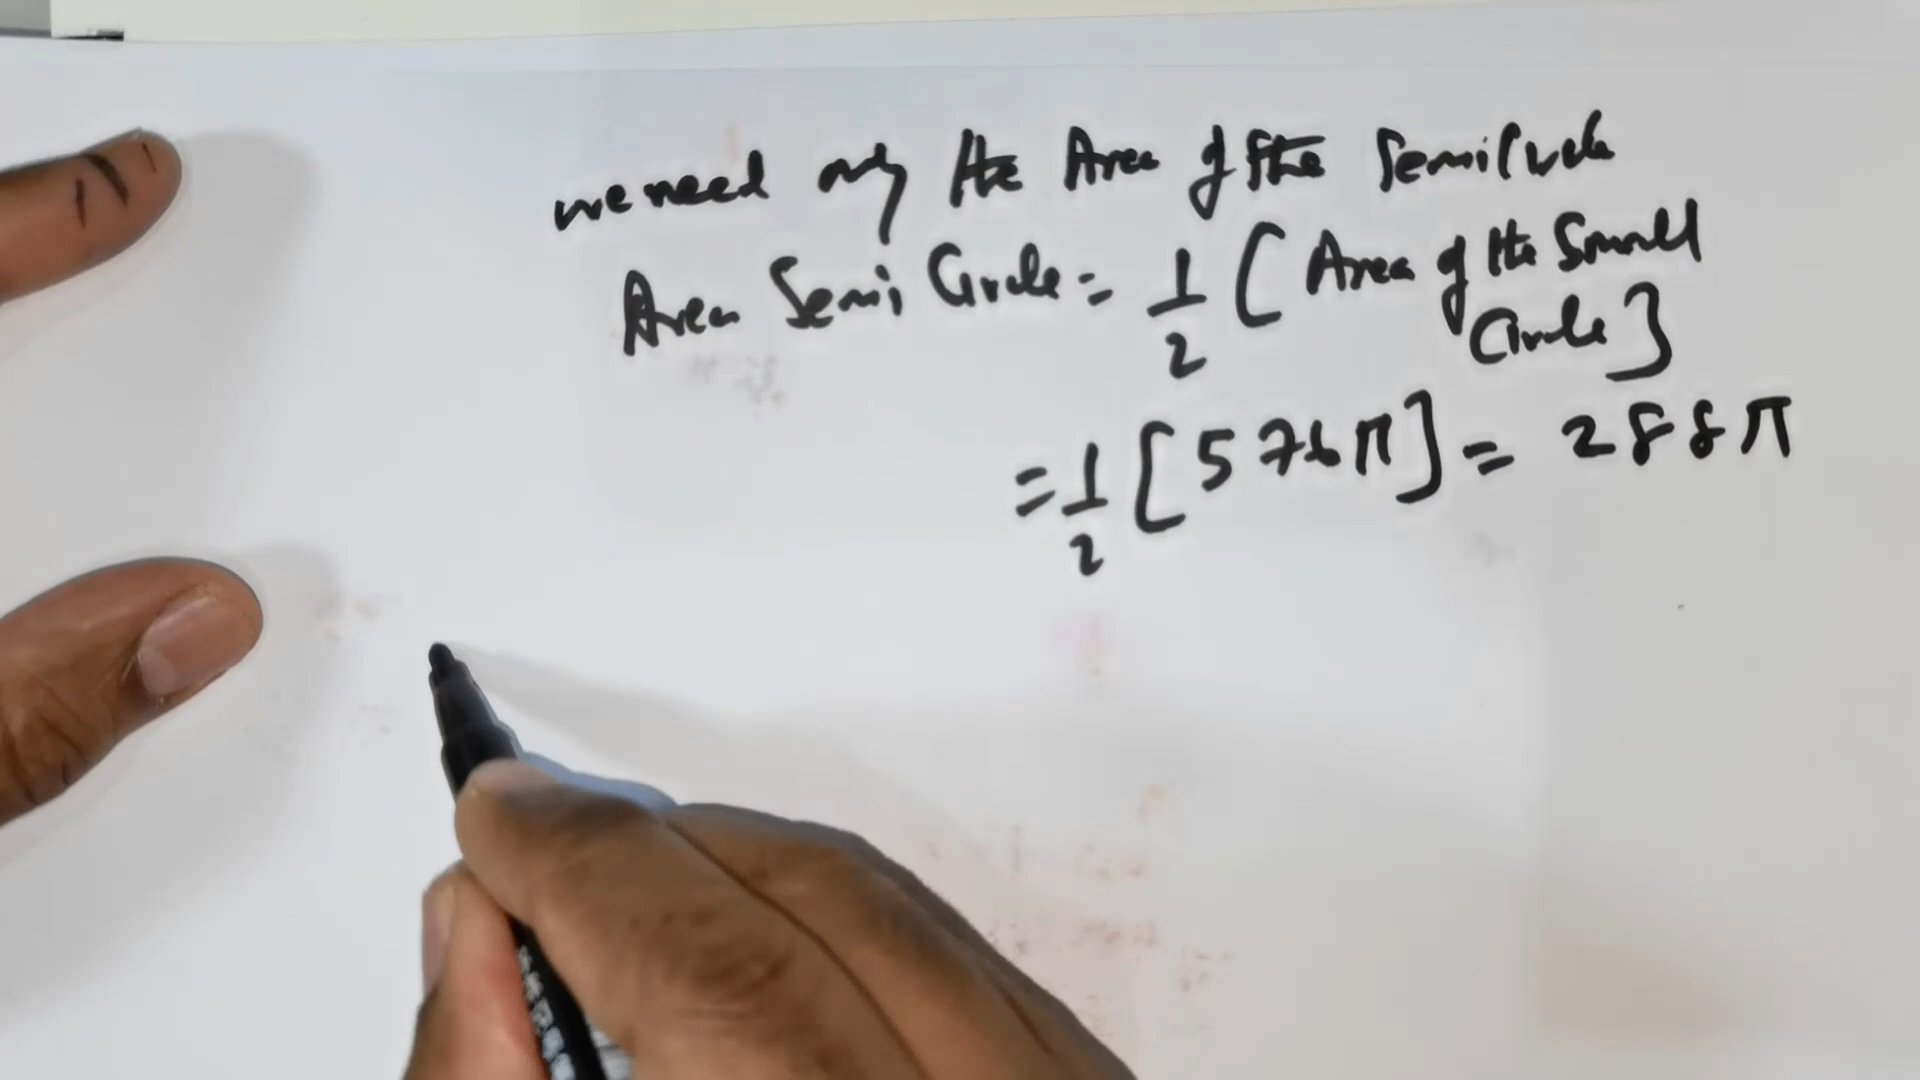 we need only the Area of the Semicircle
Area Semi Circle = 1/2 [Area of the Small
Circle]
= 1/2 [576π] = 288π